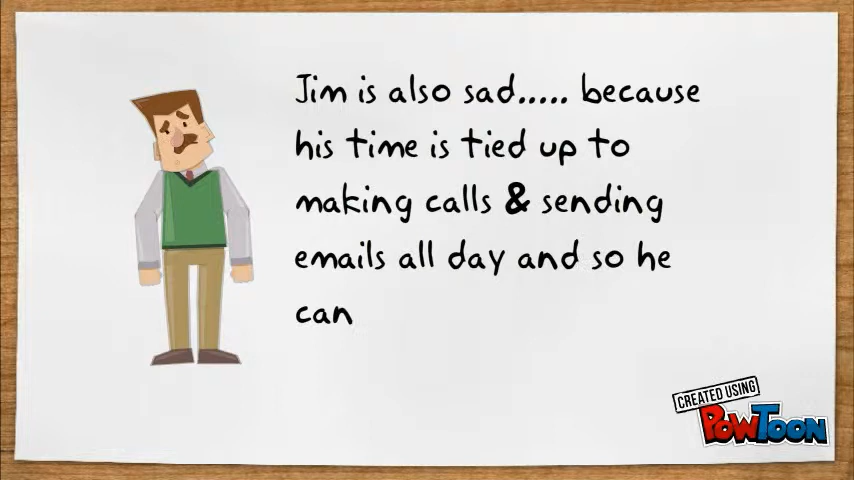 Jim is also sad..... because
his time is tied up to
making calls & sending
emails all day and so he
can
CREATED USING
POWTOON